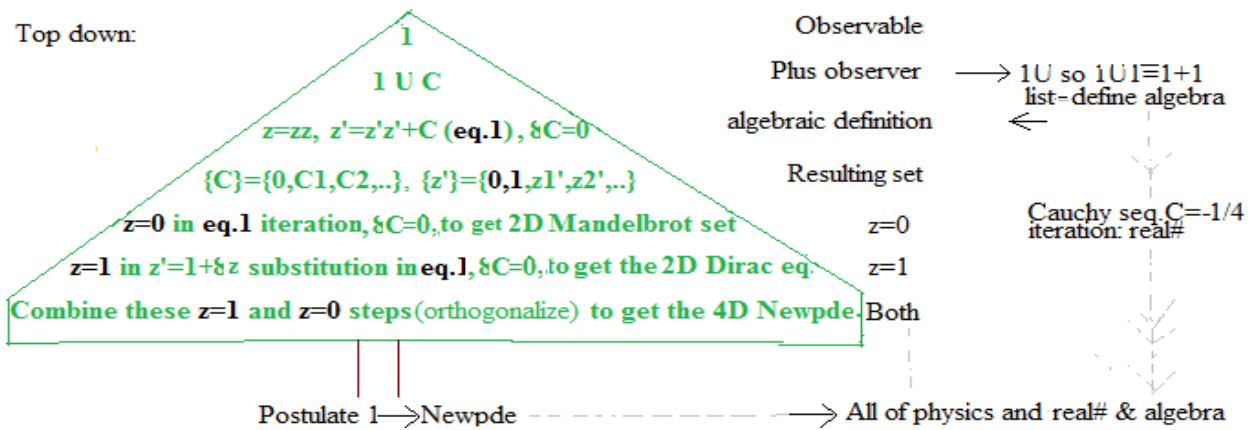 Top down:
1
Observable
1 U C
Plus observer
1U so 1U1≡1+1
list-define algebra
z=zz, z'=z'z'+C (eq.1), δC=0
algebraic definition
{C}={0,C1,C2,..}, {z'}={0,1,z1',z2',..}
Resulting set
z=0 in eq.1 iteration, δC=0, to get 2D Mandelbrot set
z=0
Cauchy seq.C=-1/4
iteration: real#
z=1 in z'=1+δz substitution in eq.1, δC=0, to get the 2D Dirac eq.
z=1
Combine these z=1 and z=0 steps(orthogonalize) to get the 4D Newpde.
Both
Postulate 1→Newpde → All of physics and real# & algebra